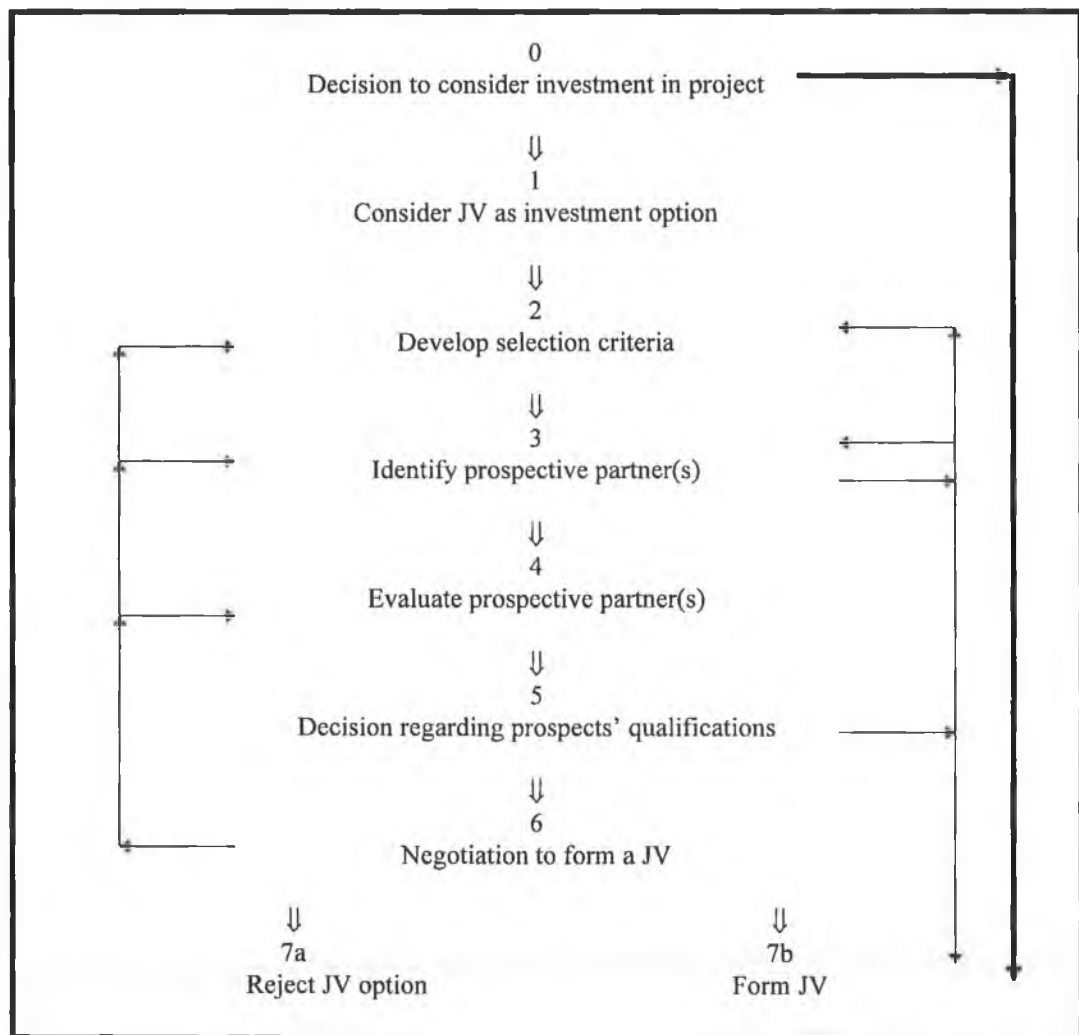 0
Decision to consider investment in project
⇓
1
Consider JV as investment option
⇓
2
Develop selection criteria
⇓
3
Identify prospective partner(s)
⇓
4
Evaluate prospective partner(s)
⇓
5
Decision regarding prospects’ qualifications
⇓
6
Negotiation to form a JV
⇓ ⇓
7a 7b
Reject JV option Form JV